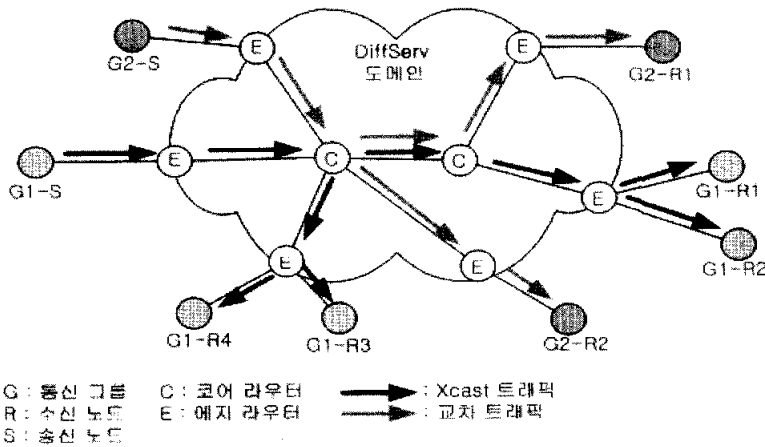 DiffServ
도메인
E
E
G2-S
G2-R1
E
C
C
G1-S
E
G1-R1
G1-R2
E
E
G1-R4
G1-R3
G2-R2
G : 통신 그룹 C : 코어 라우터 : Xcast 트래픽
R : 수신 노드 E : 에지 라우터 : 교차 트래픽
S : 송신 노드